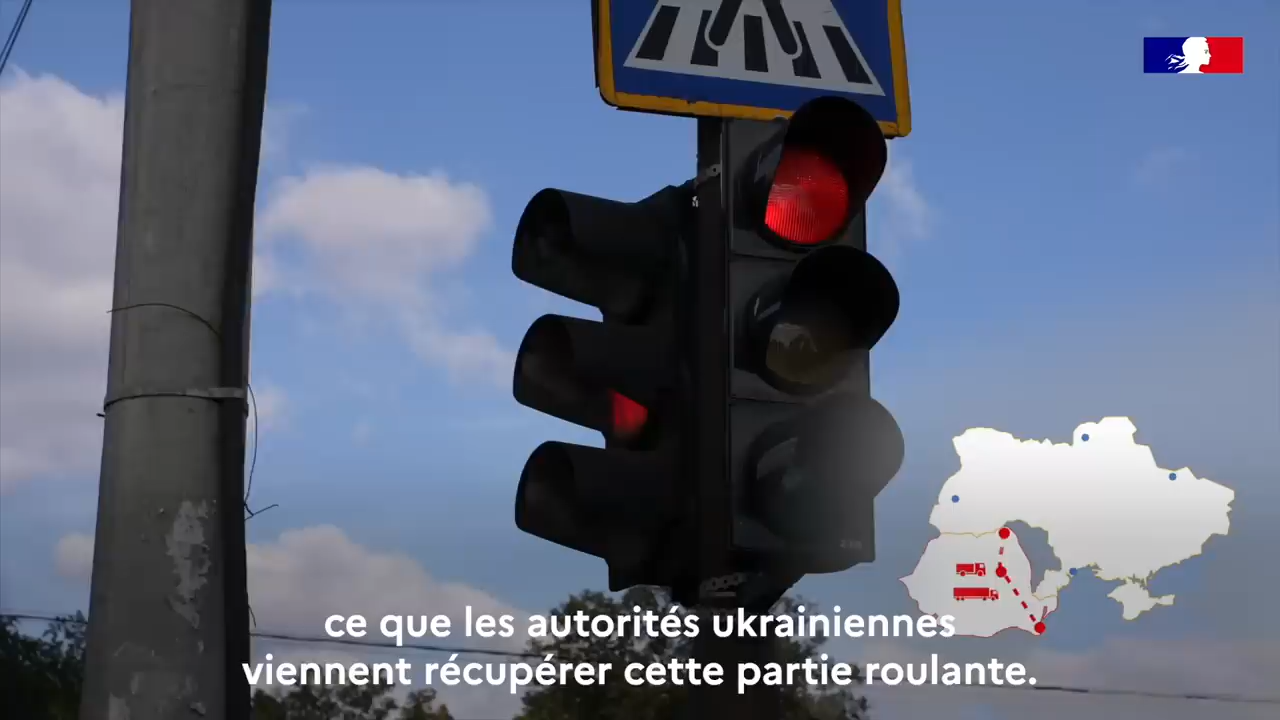 ce que les autorités ukrainiennes
viennent récupérer cette partie roulante.